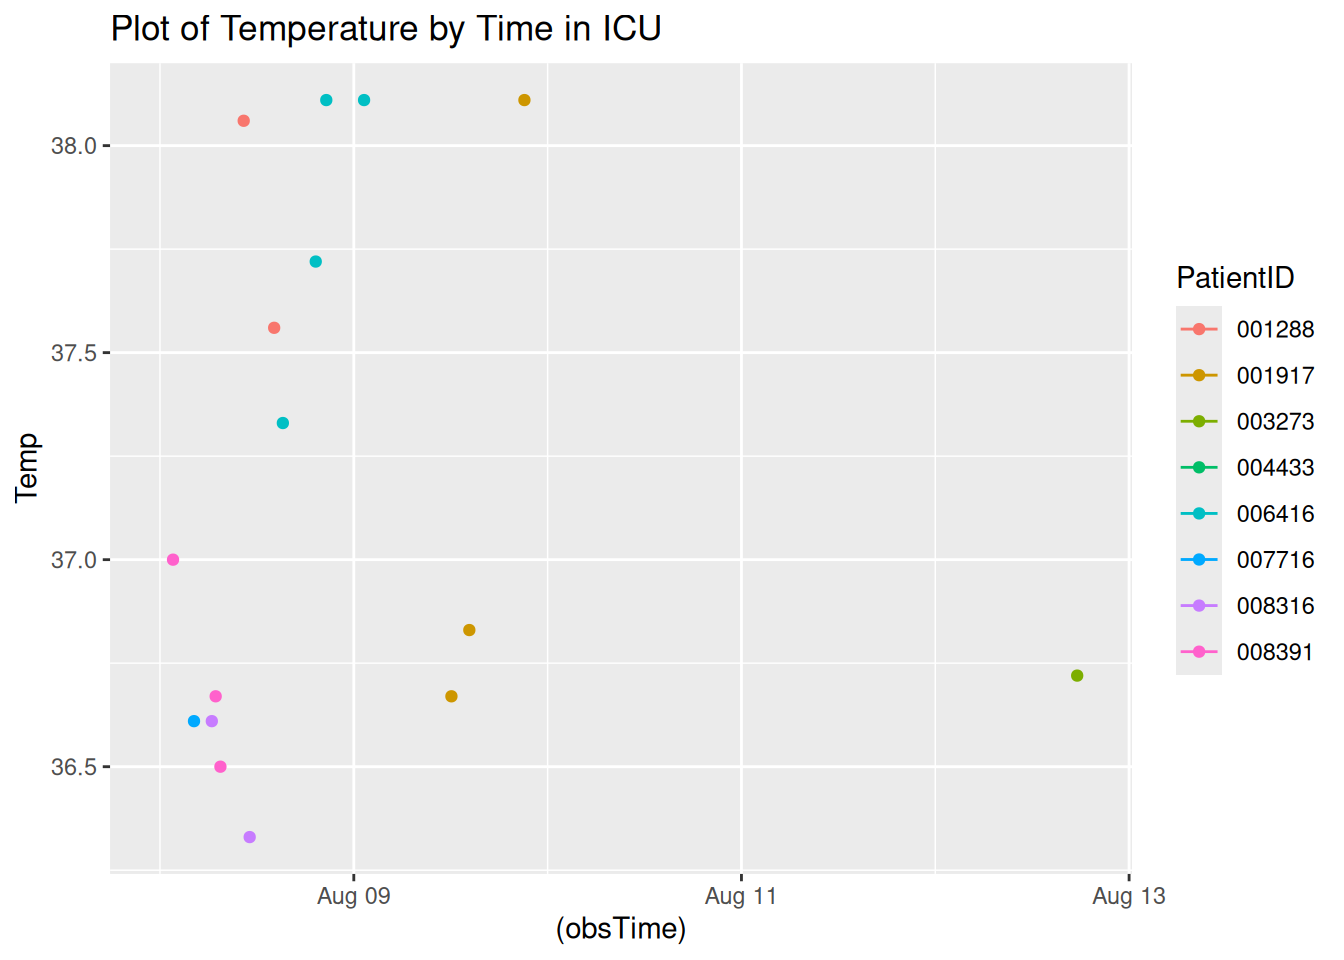 Plot of Temperature by Time in ICU
38.0
37.5
37.0
36.5
Temp
Aug 09
Aug 11
Aug 13
(obsTime)
PatientID
001288
001917
003273
004433
006416
007716
008316
008391